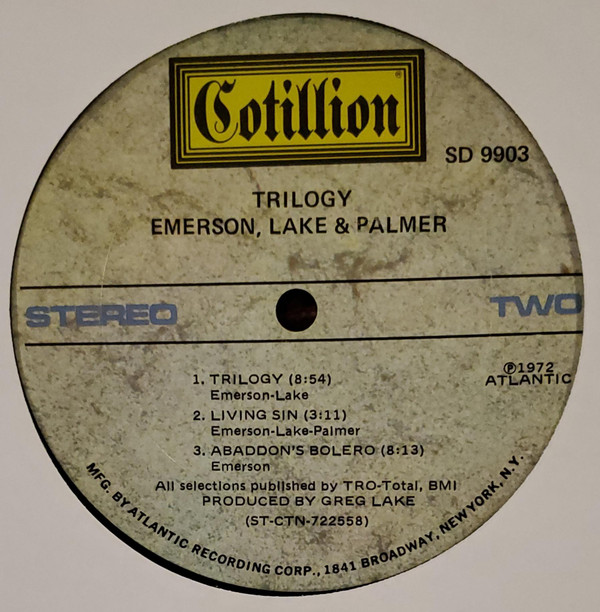 Cotillion®
SD 9903
TRILOGY
EMERSON, LAKE & PALMER
STEREO
TWO
℗1972
ATLANTIC
1. TRILOGY (8:54)
Emerson-Lake
2. LIVING SIN (3:11)
Emerson-Lake-Palmer
3. ABADDON'S BOLERO (8:13)
Emerson
All selections published by TRO-Total, BMI
PRODUCED BY GREG LAKE
(ST-CTN-722558)
MFG. BY ATLANTIC RECORDING CORP., 1841 BROADWAY, NEW YORK, N.Y.